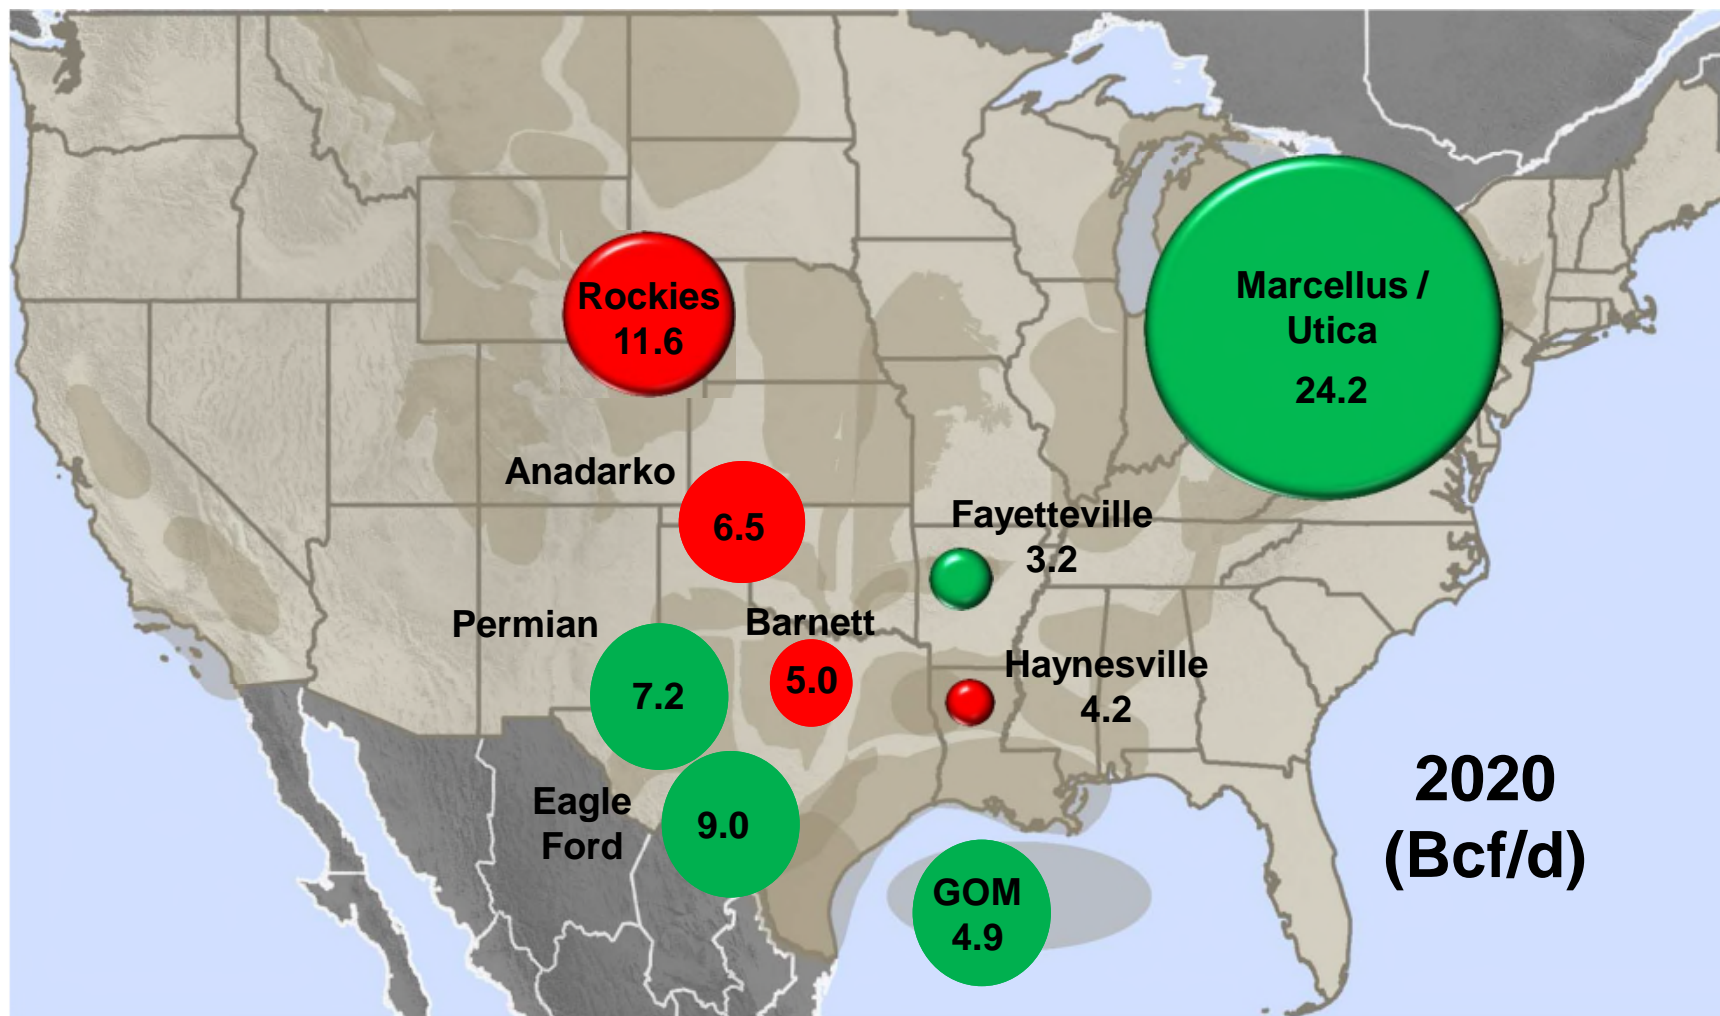 Rockies
11.6
Marcellus /
Utica
24.2
Anadarko
6.5
Fayetteville
3.2
Permian
7.2
Barnett
5.0
Haynesville
4.2
Eagle
Ford
9.0
GOM
4.9
2020
(Bcf/d)